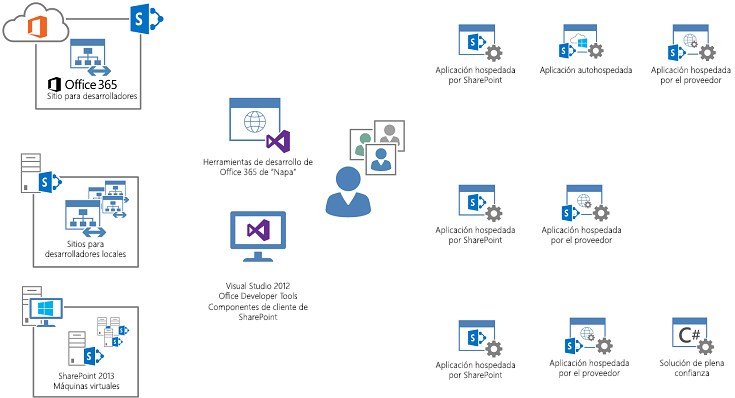 Office 365
Sitio para desarrolladores
Aplicación hospedada
por SharePoint
Aplicación autohospedada
Aplicación hospedada
por el proveedor
Herramientas de desarrollo de
Office 365 de “Napa”
Sitios para
desarrolladores locales
Aplicación hospedada
por SharePoint
Aplicación hospedada
por el proveedor
Visual Studio 2012
Office Developer Tools
Componentes de cliente de
SharePoint
SharePoint 2013
Máquinas virtuales
Aplicación hospedada
por SharePoint
Aplicación hospedada
por el proveedor
C#
Solución de plena
confianza